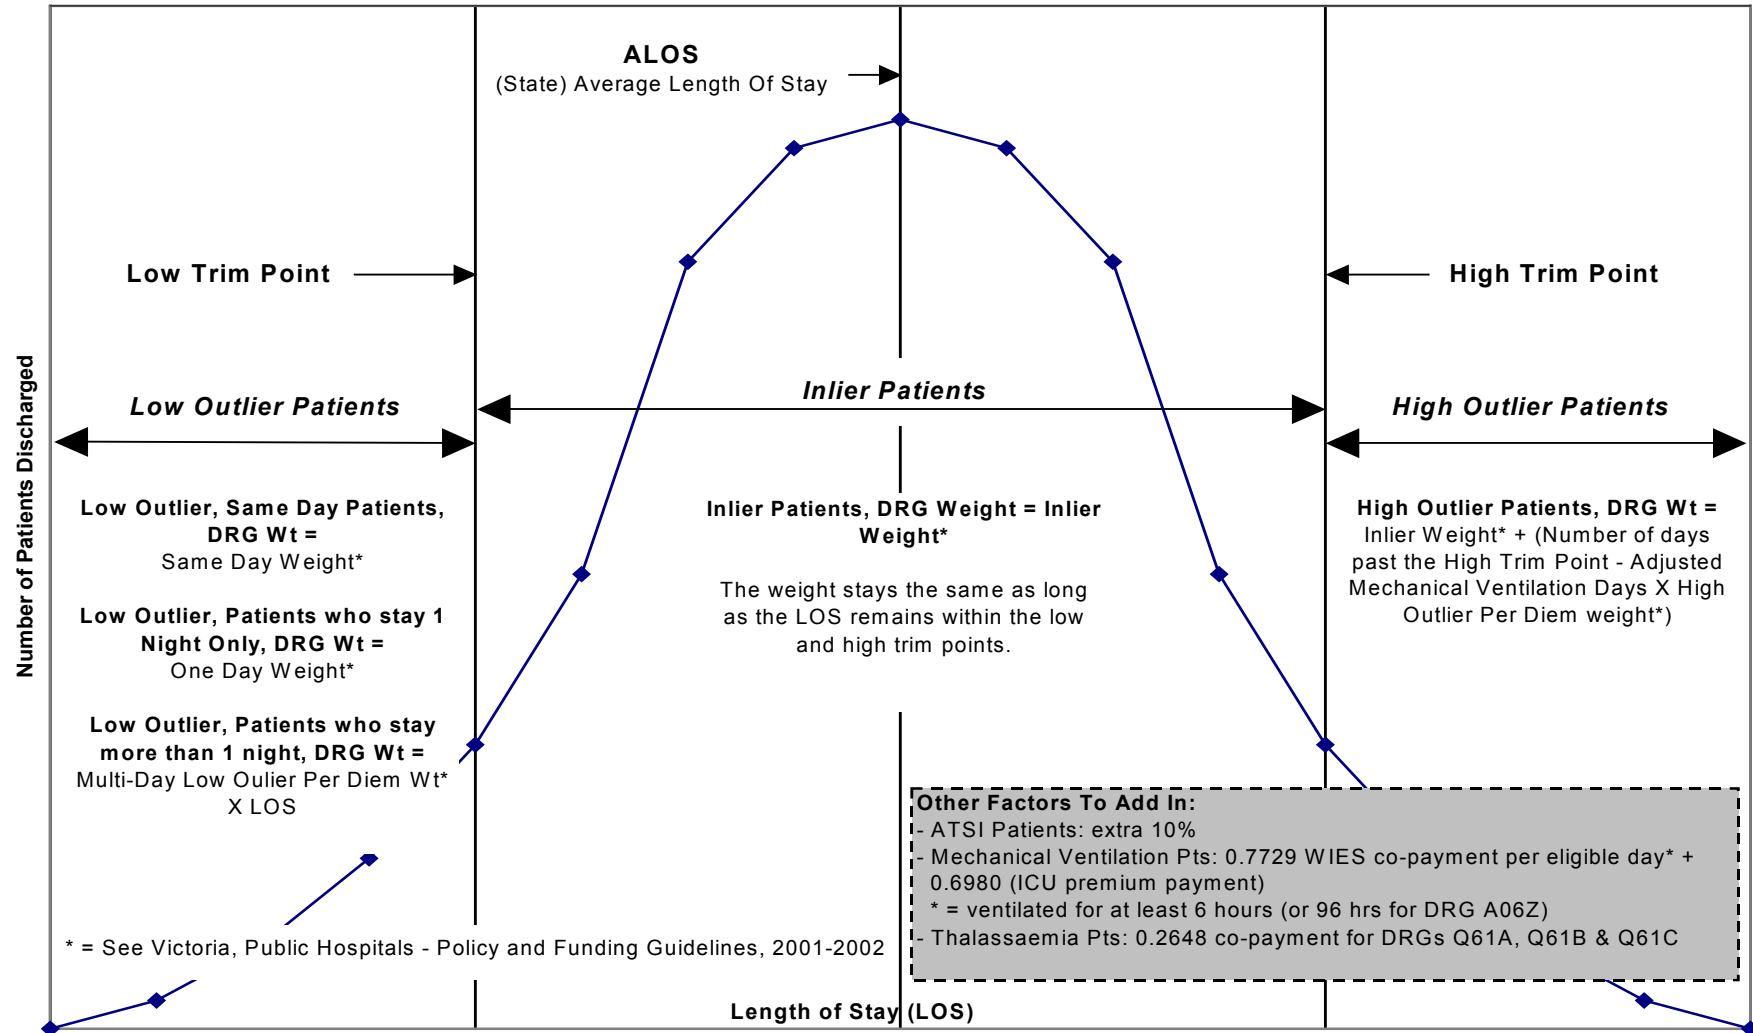 ALOS
(State) Average Length Of Stay
Low Trim Point
High Trim Point
Number of Patients Discharged
Low Outlier Patients
Inlier Patients
High Outlier Patients
Low Outlier, Same Day Patients,
DRG Wt =
Same Day Weight*
Low Outlier, Patients who stay 1
Night Only, DRG Wt =
One Day Weight*
Low Outlier, Patients who stay
more than 1 night, DRG Wt =
Multi-Day Low Oulier Per Diem Wt*
X LOS
Inlier Patients, DRG Weight = Inlier
Weight*
The weight stays the same as long
as the LOS remains within the low
and high trim points.
High Outlier Patients, DRG Wt =
Inlier Weight* + (Number of days
past the High Trim Point - Adjusted
Mechanical Ventilation Days X High
Outlier Per Diem weight*)
Other Factors To Add In:
- ATSI Patients: extra 10%
- Mechanical Ventilation Pts: 0.7729 WIES co-payment per eligible day* +
0.6980 (ICU premium payment)
* = ventilated for at least 6 hours (or 96 hrs for DRG A06Z)
- Thalassaemia Pts: 0.2648 co-payment for DRGs Q61A, Q61B & Q61C
* = See Victoria, Public Hospitals - Policy and Funding Guidelines, 2001-2002
Length of Stay (LOS)